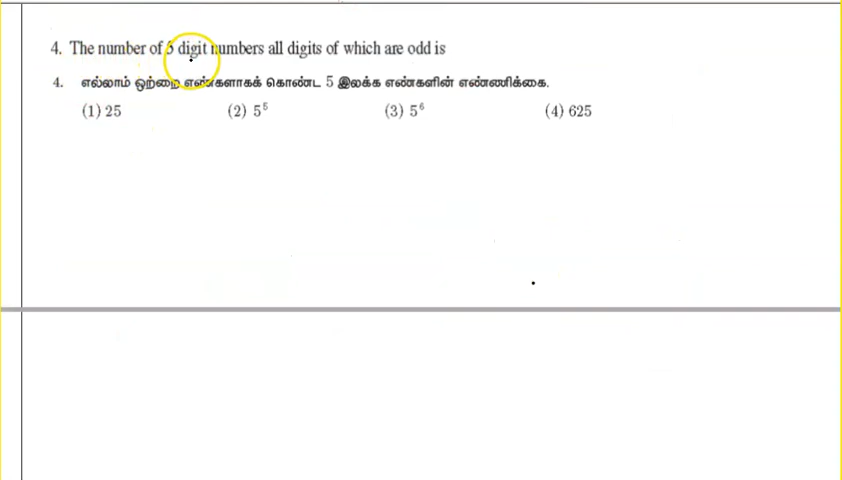 4. The number of 5 digit numbers all digits of which are odd is
4. எல்லாம் ஒற்றை எண்களாகக் கொண்ட 5 இலக்க எண்களின் எண்ணிக்கை.
(1) 25 (2) 5⁵ (3) 5⁶ (4) 625